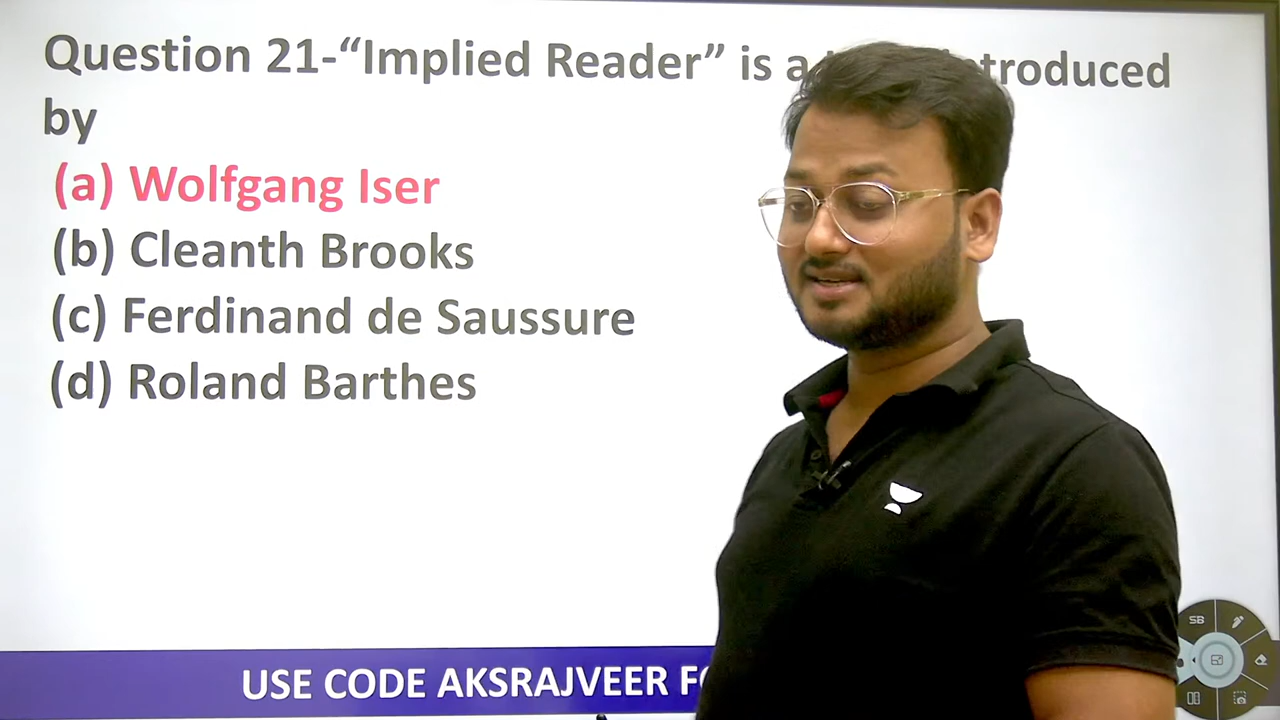 Question 21-“Implied Reader” is a introduced
by
(a) Wolfgang Iser
(b) Cleanth Brooks
(c) Ferdinand de Saussure
(d) Roland Barthes
USE CODE AKSRAJVEER
SB